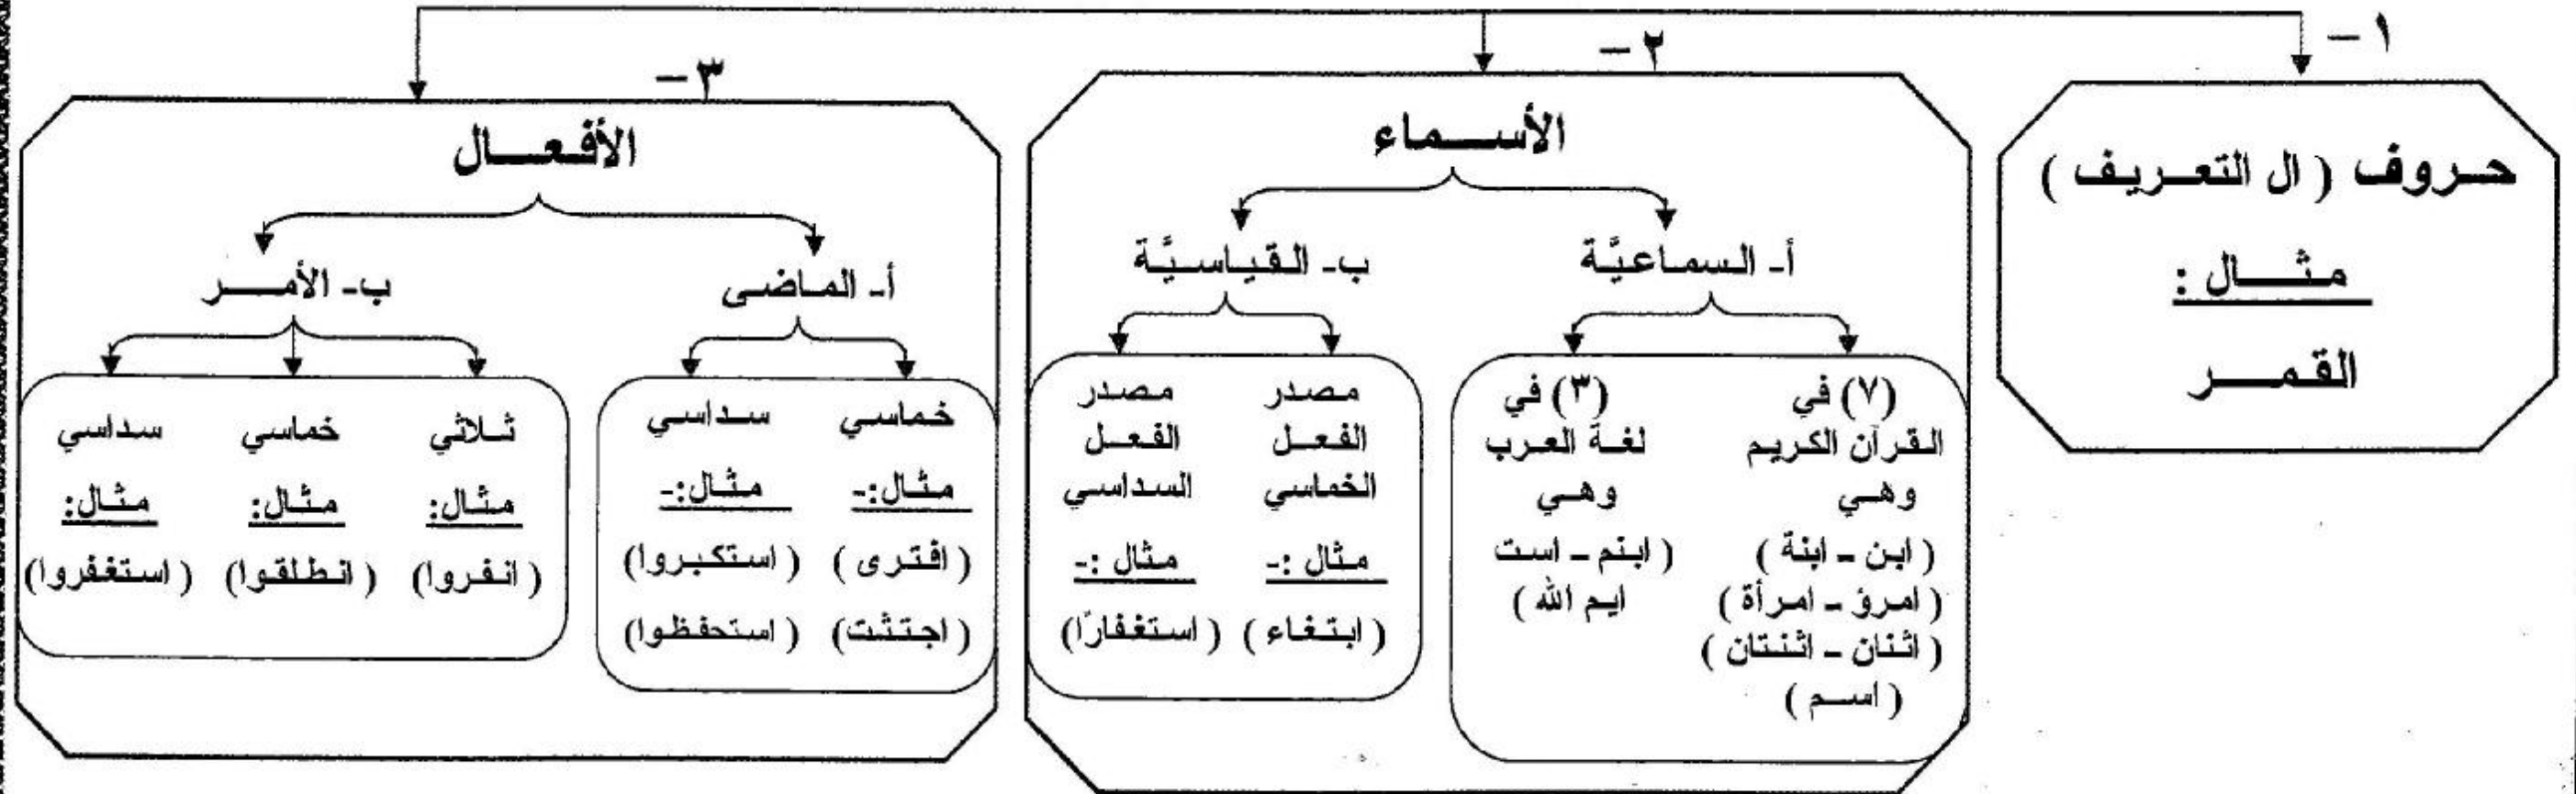 ١-
حروف ( ال التعريف )
مثال :
القمر
٢-
الأسماء
أ- السماعيَّة
(٧) في
القرآن الكريم
وهي
( ابن - ابنة )
( امرؤ - امرأة )
( اثنان - اثنتان )
( اسم )
(٣) في
لغة العرب
وهي
( ابنم - است
ايم الله )
ب- القياسيَّة
مصدر
الفعل
الخماسي
مثال :-
( ابتغاء )
مصدر
الفعل
السداسي
مثال :-
( استغفارًا )
٣-
الأفعال
أ- الماضى
خماسي
مثال:-
( افترى )
( اجتثت )
سداسي
مثال:-
( استكبروا )
( استحفظوا )
ب- الأمر
ثلاثي
مثال:
( انفروا )
خماسي
مثال:
( انطلقوا )
سداسي
مثال:
( استغفروا )